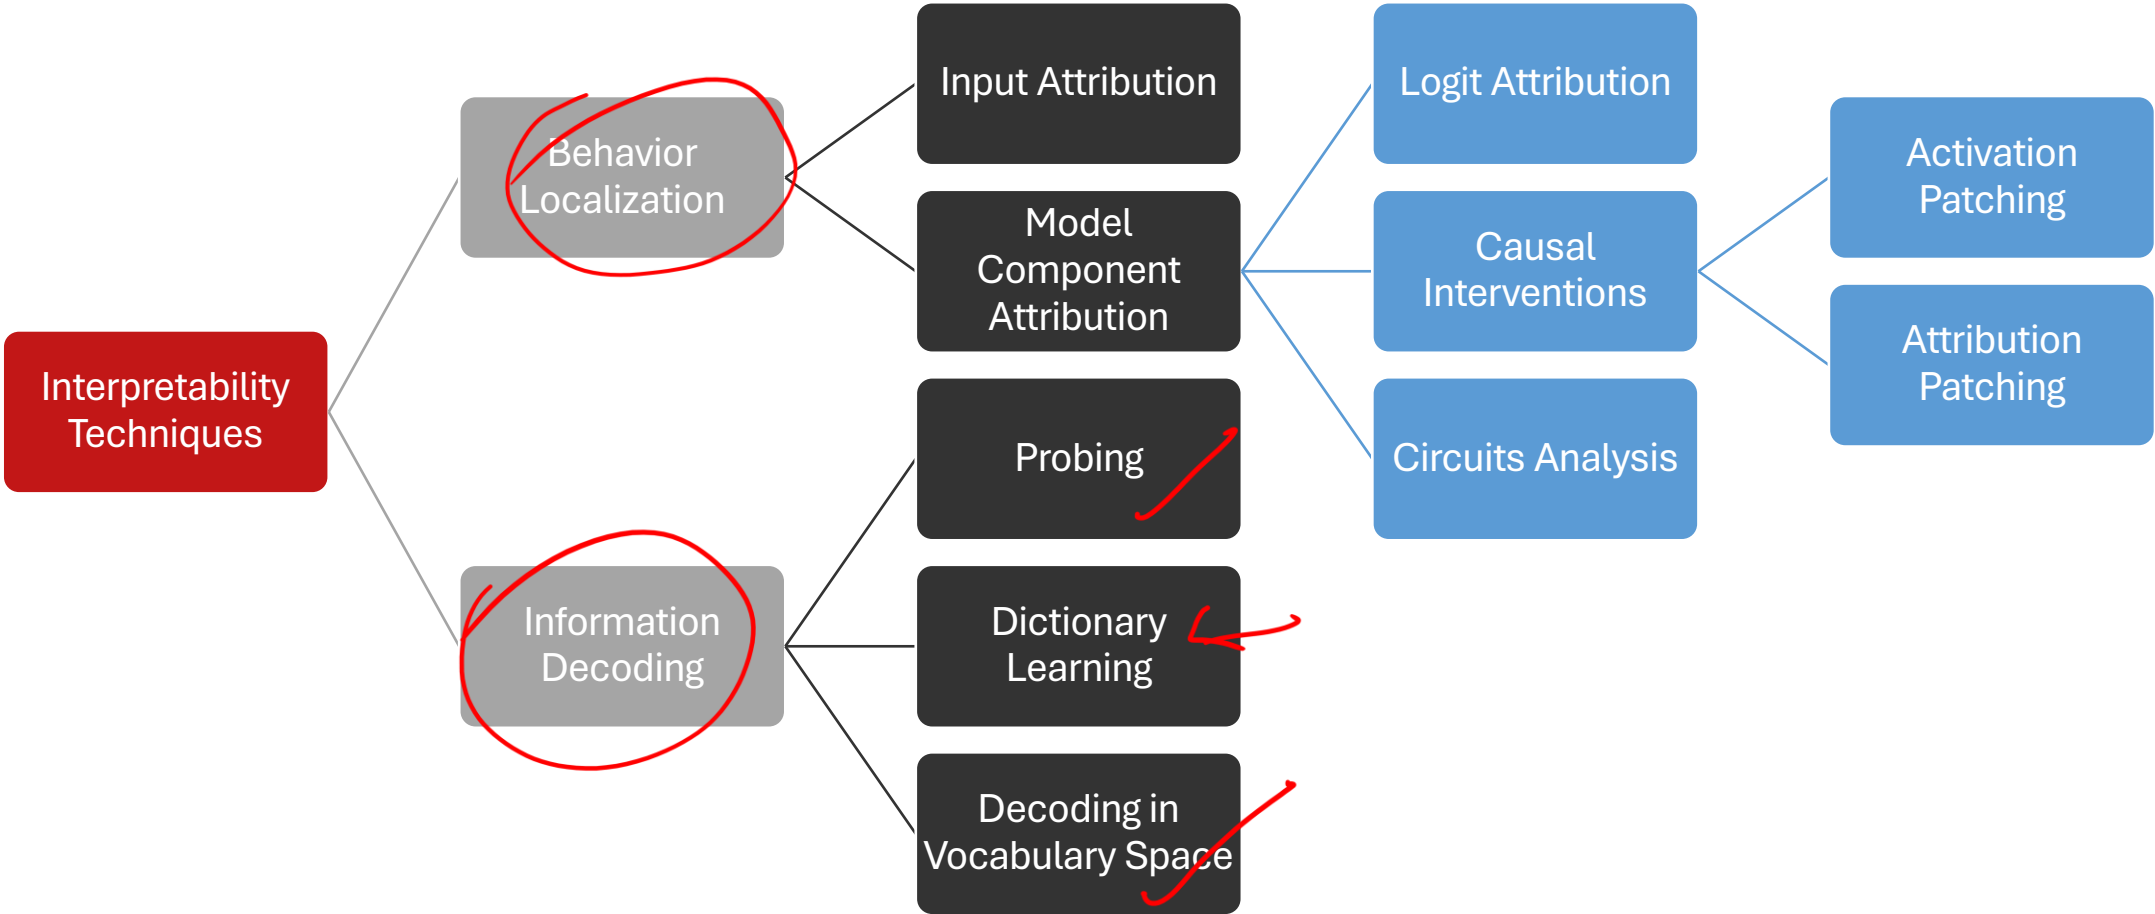 Interpretability
Techniques
Behavior
Localization
Information
Decoding
Input Attribution
Model
Component
Attribution
Probing
Dictionary
Learning
Decoding in
Vocabulary Space
Logit Attribution
Causal
Interventions
Circuits Analysis
Activation
Patching
Attribution
Patching